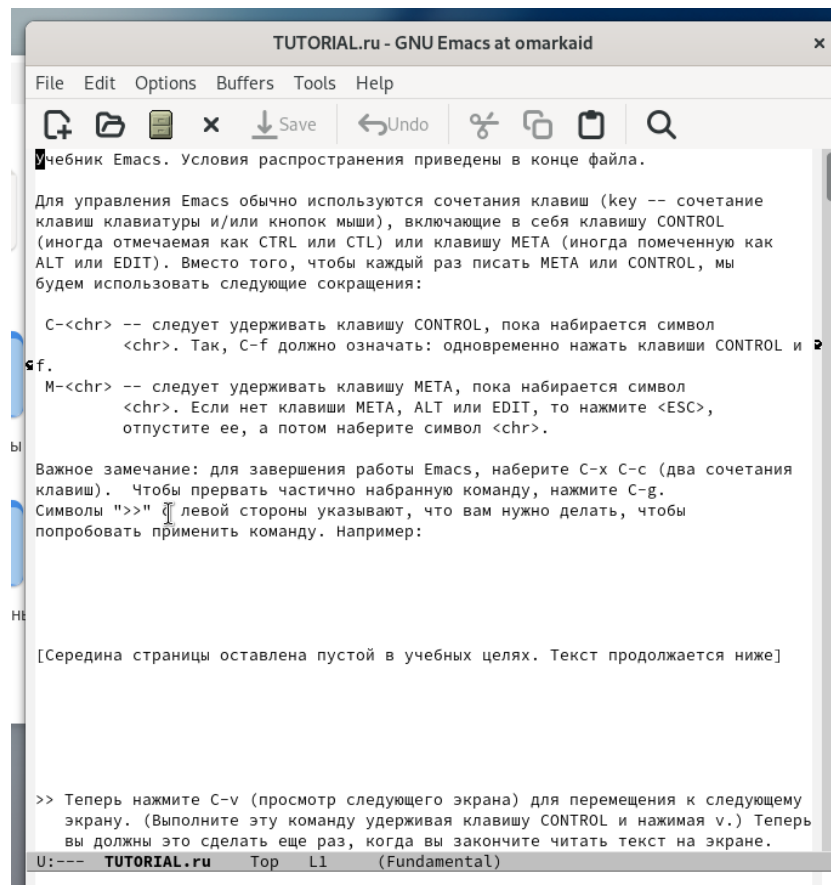 TUTORIAL.ru - GNU Emacs at omarkaid
File Edit Options Buffers Tools Help
Save Undo
Учебник Emacs. Условия распространения приведены в конце файла.
Для управления Emacs обычно используются сочетания клавиш (key -- сочетание
клавиш клавиатуры и/или кнопок мыши), включающие в себя клавишу CONTROL
(иногда отмечаемая как CTRL или CTL) или клавишу META (иногда помеченную как
ALT или EDIT). Вместо того, чтобы каждый раз писать META или CONTROL, мы
будем использовать следующие сокращения:
C-<chr> -- следует удерживать клавишу CONTROL, пока набирается символ
<chr>. Так, C-f должно означать: одновременно нажать клавиши CONTROL и
f.
M-<chr> -- следует удерживать клавишу META, пока набирается символ
<chr>. Если нет клавиши META, ALT или EDIT, то нажмите <ESC>,
отпустите ее, а потом наберите символ <chr>.
ы
Важное замечание: для завершения работы Emacs, наберите C-x C-c (два сочетания
клавиш).  Чтобы прервать частично набранную команду, нажмите C-g.
Символы ">>" с левой стороны указывают, что вам нужно делать, чтобы
попробовать применить команду. Например:
ны
[Середина страницы оставлена пустой в учебных целях. Текст продолжается ниже]
>> Теперь нажмите C-v (просмотр следующего экрана) для перемещения к следующему
экрану. (Выполните эту команду удерживая клавишу CONTROL и нажимая v.) Теперь
вы должны это сделать еще раз, когда вы закончите читать текст на экране.
U:--- TUTORIAL.ru Top L1 (Fundamental)